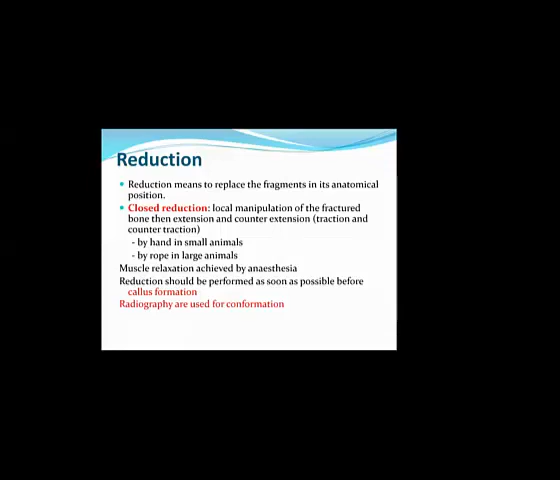 Reduction
Reduction means to replace the fragments in its anatomical
position.
Closed reduction: local manipulation of the fractured
bone then extension and counter extension (traction and
counter traction)
- by hand in small animals
- by rope in large animals
Muscle relaxation achieved by anaesthesia
Reduction should be performed as soon as possible before
callus formation
Radiography are used for conformation